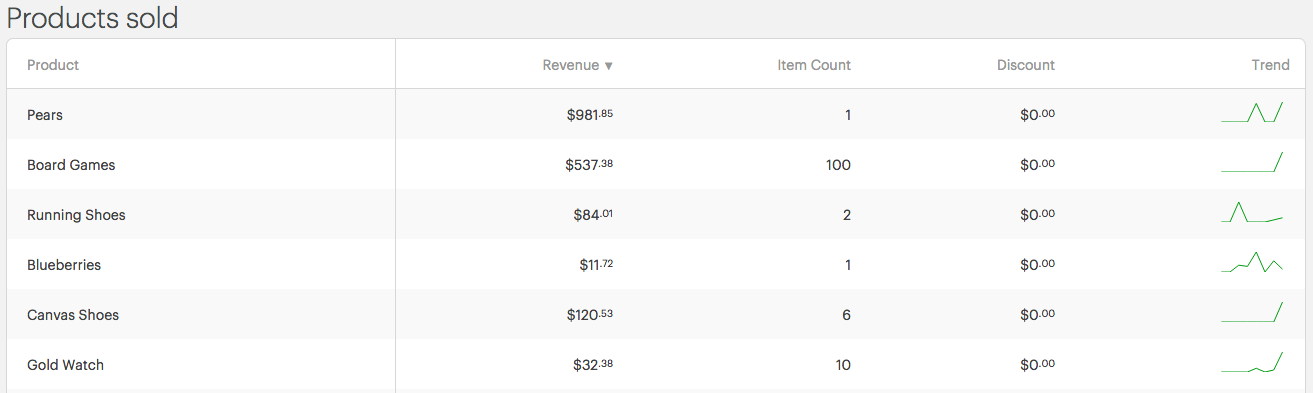 Products sold
Product Revenue ▼ Item Count Discount Trend
Pears $981.85 1 $0.00
Board Games $537.38 100 $0.00
Running Shoes $84.01 2 $0.00
Blueberries $11.72 1 $0.00
Canvas Shoes $120.53 6 $0.00
Gold Watch $32.38 10 $0.00